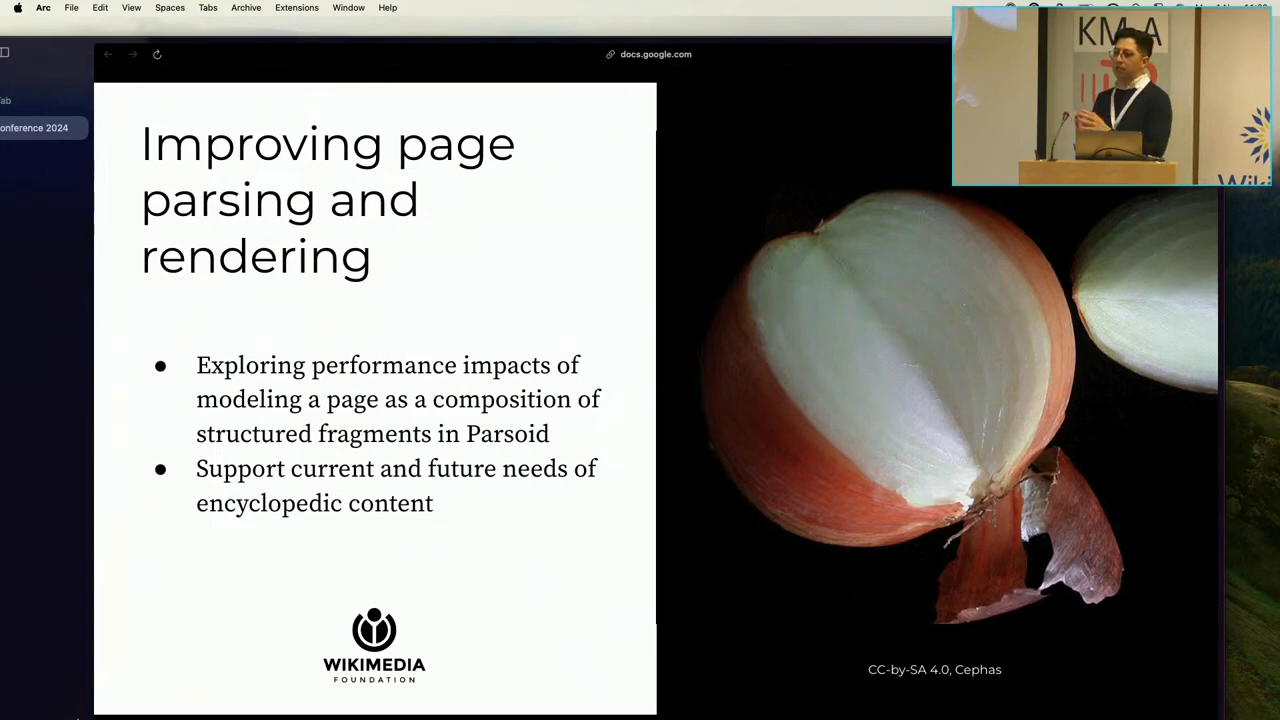 Arc File Edit View Spaces Tabs Archive Extensions Window Help
docs.google.com
onference 2024
Improving page
parsing and
rendering
● Exploring performance impacts of
modeling a page as a composition of
structured fragments in Parsoid
● Support current and future needs of
encyclopedic content
WIKIMEDIA
FOUNDATION
CC-by-SA 4.0, Cephas
KM A
Wiki